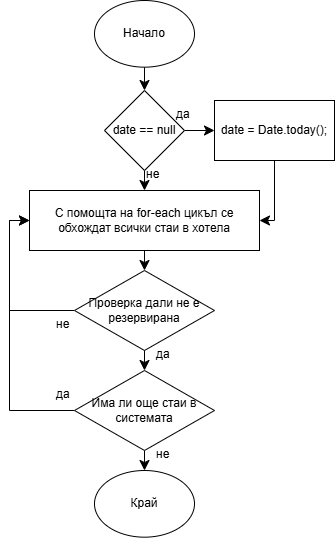 Начало
да
date == null
date = Date.today();
не
С помощта на for-each цикъл се
обхождат всички стаи в хотела
Проверка дали не е
резервирана
не
да
да
Има ли още стаи в
системата
не
Край